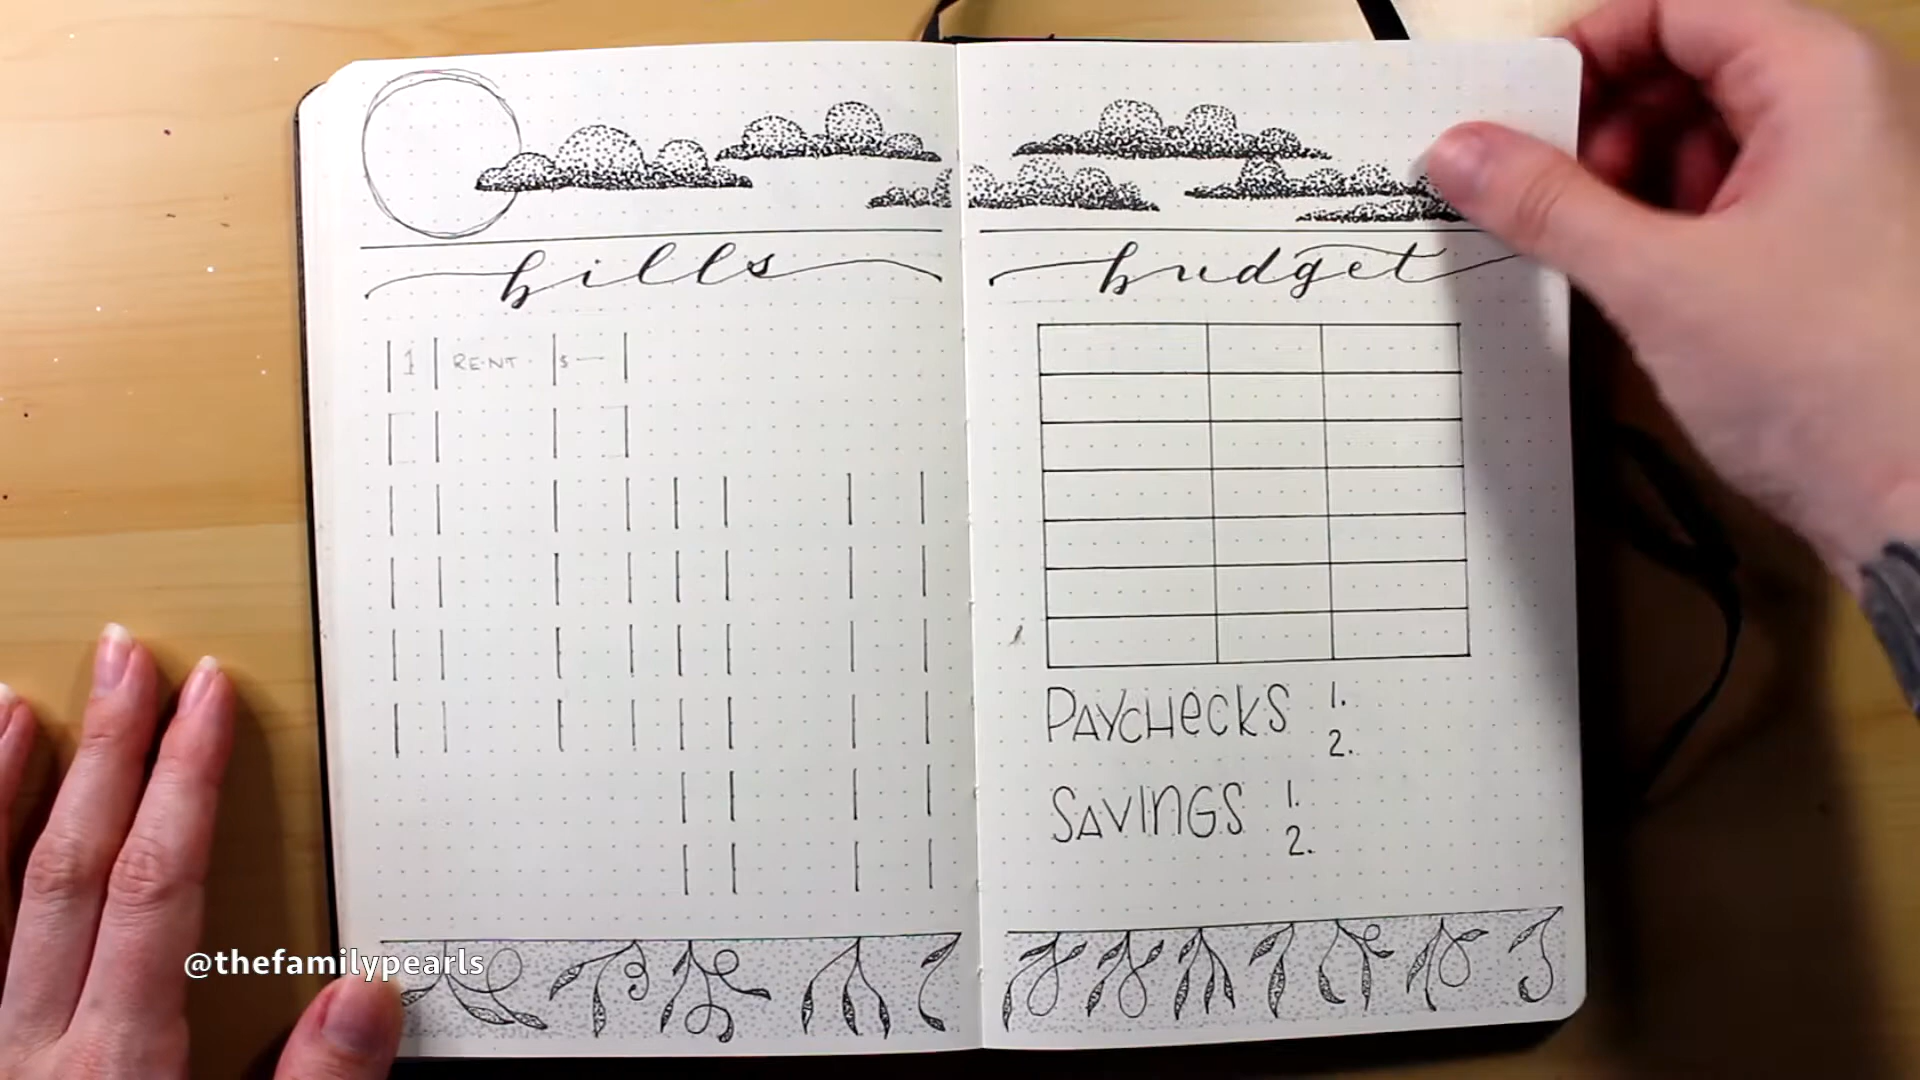 bills
1 RENT $ —
budget
PAYCHECKS 1.
2.
SAVINGS 1.
2.
@thefamilypearls